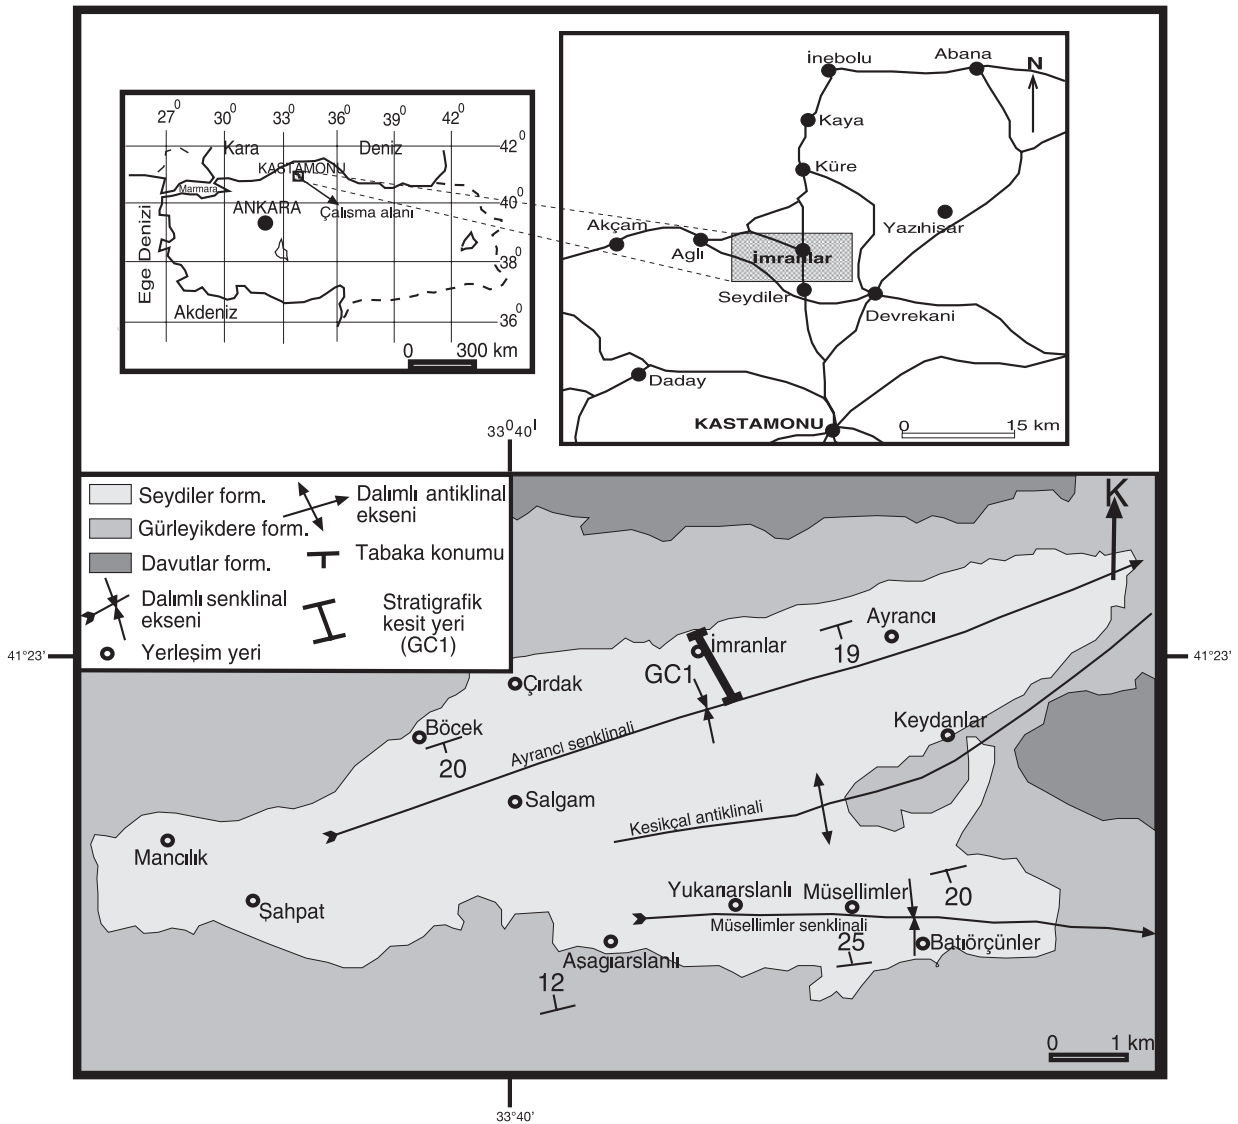 27⁰
30⁰
33⁰
36⁰
39⁰
42⁰
42⁰
40⁰
38⁰
36⁰
Kara
Deniz
KASTAMONU
Marmara
ANKARA
Çalısma alanı
Ege Denizi
Akdeniz
0
300 km
İnebolu
Abana
N
Kaya
Küre
Yazıhisar
Akçam
Aglı
İmranlar
Seydiler
Devrekani
Daday
KASTAMONU
0
15 km
33⁰40ˡ
Seydiler form.
Gürleyikdere form.
Davutlar form.
Dalımlı senklinal
ekseni
Yerleşim yeri
Dalımlı antiklinal
ekseni
Tabaka konumu
Stratigrafik
kesit yeri
(GC1)
K
41°23'
41°23'
Ayrancı
19
İmranlar
GC1
Çırdak
Böcek
20
Ayrancı senklinali
Keydanlar
Salgam
Kesikçal antiklinali
Mancılık
Şahpat
Yukarıarslanlı
Müsellimler
20
Müsellimler senklinali
25
Batıörçünler
Aşagıarslanlı
12
0
1 km
33°40'